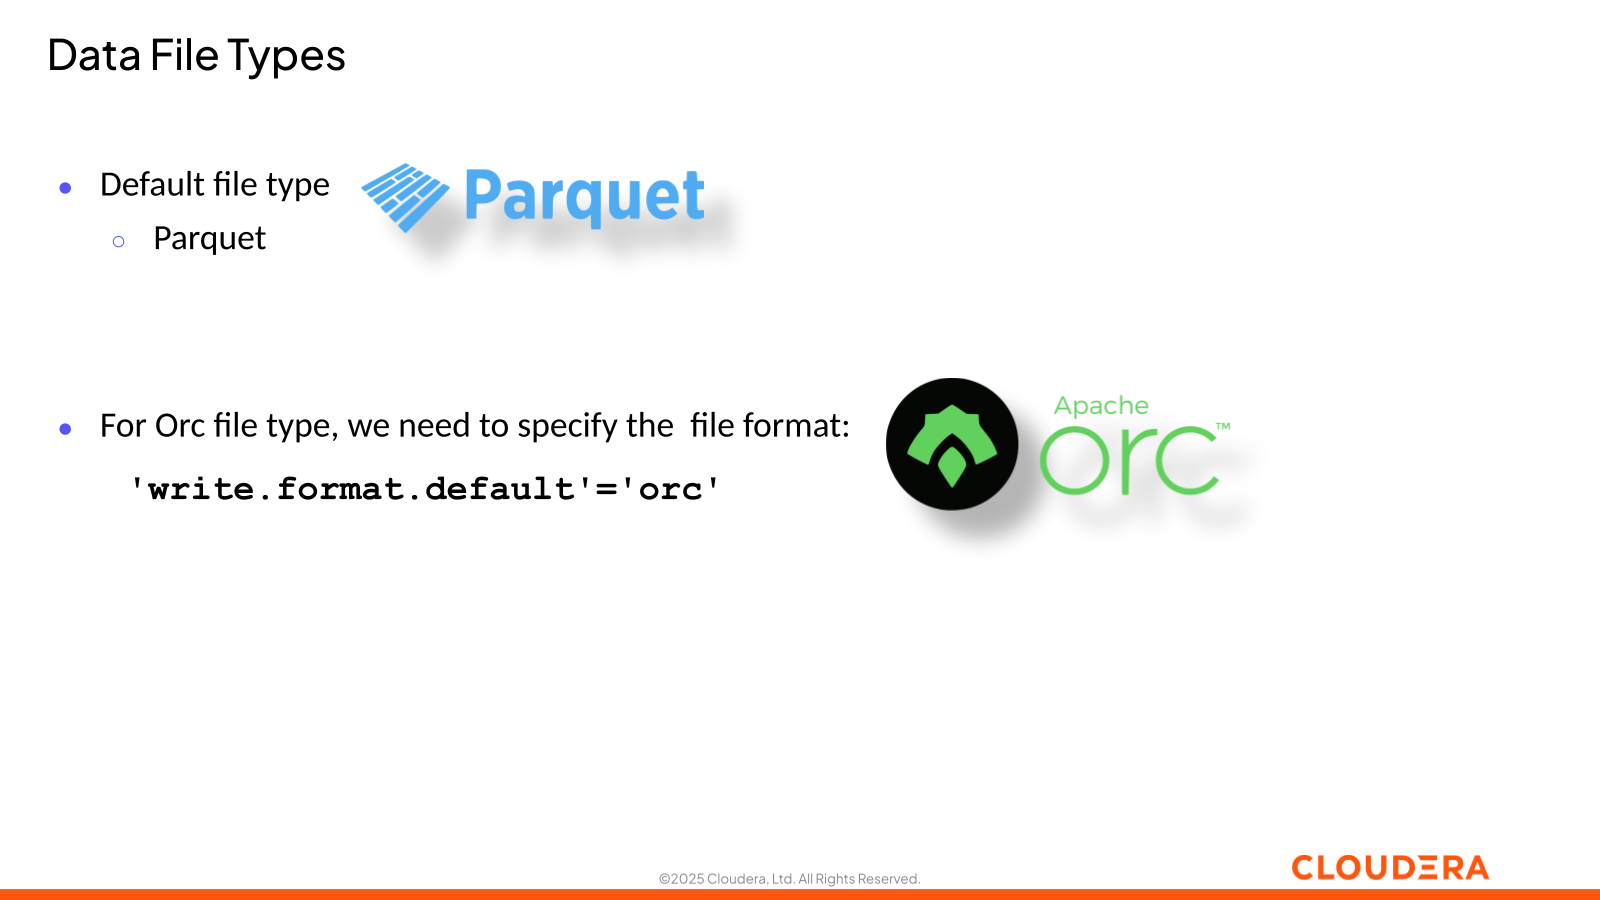 Data File Types
• Default file type
Parquet
○ Parquet
• For Orc file type, we need to specify the  file format:
Apache
orc™
'write.format.default'='orc'
©2025 Cloudera, Ltd. All Rights Reserved.
CLOUDERA